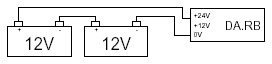 +24V
+12V
0V
DA.RB
+ -
12V
+ -
12V